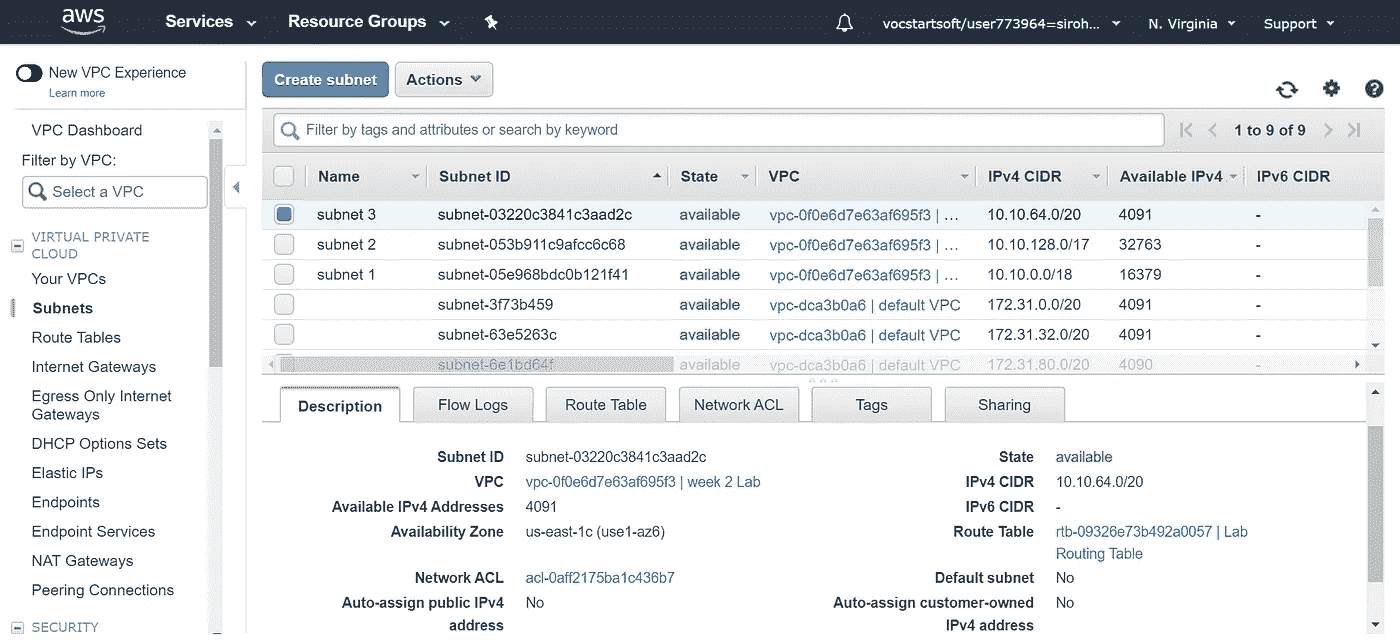 aws Services Resource Groups vocstartsoft/user773964=siroh... N. Virginia Support
New VPC Experience
Learn more
VPC Dashboard
Filter by VPC:
Select a VPC
VIRTUAL PRIVATE
CLOUD
Your VPCs
Subnets
Route Tables
Internet Gateways
Egress Only Internet
Gateways
DHCP Options Sets
Elastic IPs
Endpoints
Endpoint Services
NAT Gateways
Peering Connections
SECURITY
Create subnet Actions
Filter by tags and attributes or search by keyword 1 to 9 of 9
Name Subnet ID State VPC IPv4 CIDR Available IPv4 IPv6 CIDR
subnet 3 subnet-03220c3841c3aad2c available vpc-0f0e6d7e63af695f3 | ... 10.10.64.0/20 4091 -
subnet 2 subnet-053b911c9afcc6c68 available vpc-0f0e6d7e63af695f3 | ... 10.10.128.0/17 32763 -
subnet 1 subnet-05e968bdc0b121f41 available vpc-0f0e6d7e63af695f3 | ... 10.10.0.0/18 16379 -
subnet-3f73b459 available vpc-dca3b0a6 | default VPC 172.31.0.0/20 4091 -
subnet-63e5263c available vpc-dca3b0a6 | default VPC 172.31.32.0/20 4091 -
subnet-6e1bd64f available vpc-dca3b0a6 | default VPC 172.31.80.0/20 4090 -
Description Flow Logs Route Table Network ACL Tags Sharing
Subnet ID subnet-03220c3841c3aad2c State available
VPC vpc-0f0e6d7e63af695f3 | week 2 Lab IPv4 CIDR 10.10.64.0/20
Available IPv4 Addresses 4091 IPv6 CIDR -
Availability Zone us-east-1c (use1-az6) Route Table rtb-09326e73b492a0057 | Lab
Routing Table
Network ACL acl-0aff2175ba1c436b7 Default subnet No
Auto-assign public IPv4 No Auto-assign customer-owned No
address IPv4 address